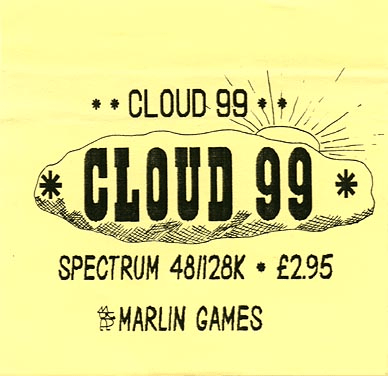 ** CLOUD 99 **
* CLOUD 99 *
SPECTRUM 48/128K * £2.95
MARLIN GAMES